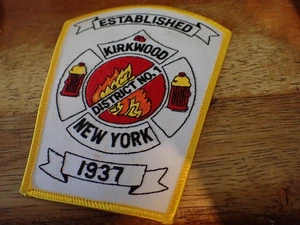 ESTABLISHED
KIRKWOOD
DISTRICT NO. 1
NEW YORK
1937